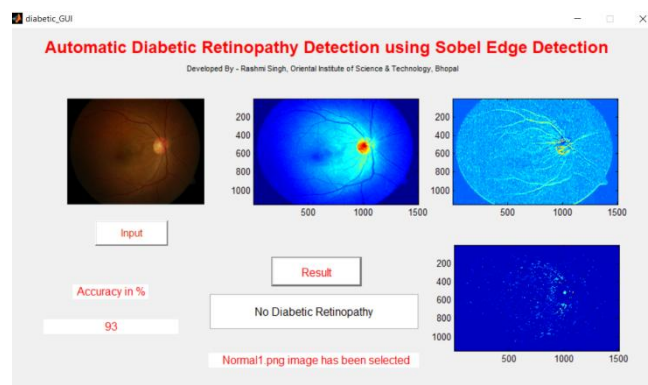 diabetic_GUI
Automatic Diabetic Retinopathy Detection using Sobel Edge Detection
Developed By - Rashmi Singh, Oriental Institute of Science & Technology, Bhopal
200
400
600
800
1000
500 1000 1500
200
400
600
800
1000
500 1000 1500
Input
Result
Accuracy in %
93
No Diabetic Retinopathy
Normal1.png image has been selected
200
400
600
800
1000
500 1000 1500